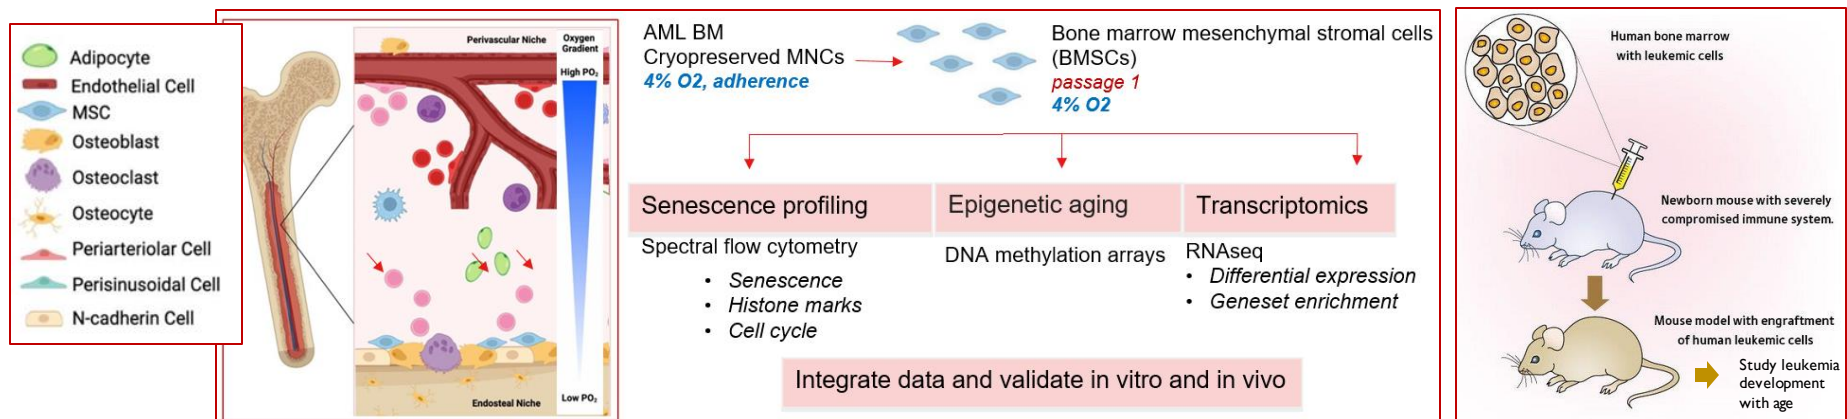 Adipocyte
Endothelial Cell
MSC
Osteoblast
Osteoclast
Osteocyte
Periarteriolar Cell
Perisinusoidal Cell
N-cadherin Cell
Perivascular Niche
Oxygen
Gradient
High PO₂
Low PO₂
Endosteal Niche
AML BM
Cryopreserved MNCs
4% O2, adherence
Bone marrow mesenchymal stromal cells
(BMSCs)
passage 1
4% O2
Senescence profiling
Spectral flow cytometry
• Senescence
• Histone marks
• Cell cycle
Epigenetic aging
DNA methylation arrays
Transcriptomics
RNAseq
• Differential expression
• Geneset enrichment
Integrate data and validate in vitro and in vivo
Human bone marrow
with leukemic cells
Newborn mouse with severely
compromised immune system.
Mouse model with engraftment
of human leukemic cells
Study leukemia
development
with age